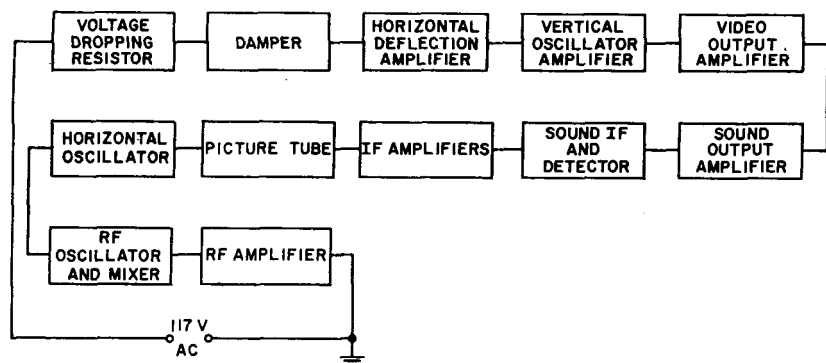 VOLTAGE
DROPPING
RESISTOR
DAMPER
HORIZONTAL
DEFLECTION
AMPLIFIER
VERTICAL
OSCILLATOR
AMPLIFIER
VIDEO
OUTPUT
AMPLIFIER
HORIZONTAL
OSCILLATOR
PICTURE TUBE
IF AMPLIFIERS
SOUND IF
AND
DETECTOR
SOUND
OUTPUT
AMPLIFIER
RF
OSCILLATOR
AND MIXER
RF AMPLIFIER
117 V
AC